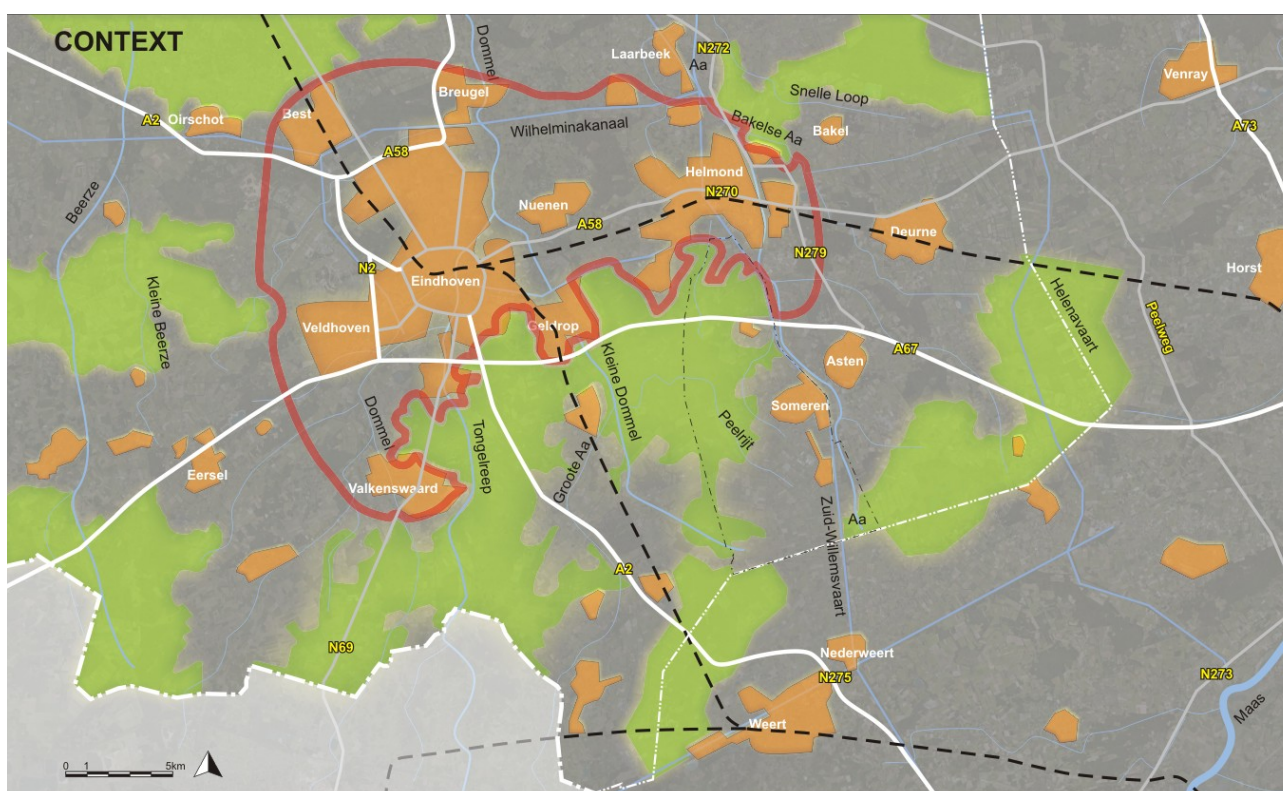 CONTEXT
Dommel
Laarbeek
N272
Aa
Venray
Breugel
Snelle Loop
A2
Oirschot
Best
Wilhelminakanaal
Bakelse Aa
Bakel
A73
A58
Beerze
Helmond
N270
Nuenen
A58
Deurne
N279
Horst
N2
Eindhoven
Kleine Beerze
Helenavaart
Peelweg
Veldhoven
Geldrop
Kleine Dommel
A67
Asten
Dommel
Tongelreep
Someren
Peelrijt
Eersel
Valkenswaard
Groote Aa
Zuid-Willemsvaart
Aa
A2
N69
Nederweert
N275
N273
Maas
Weert
0 1 5km